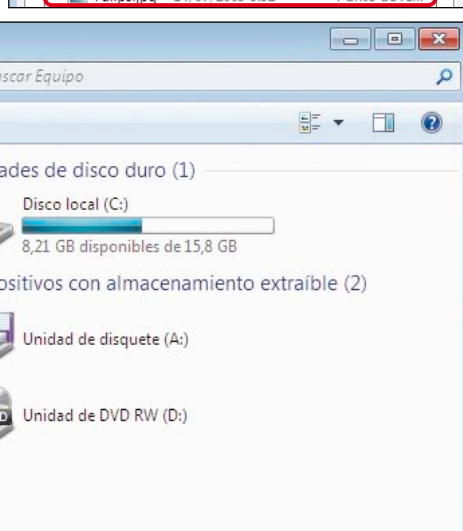 scar Equipo
ades de disco duro (1)
Disco local (C:)
8,21 GB disponibles de 15,8 GB
ositivos con almacenamiento extraíble (2)
Unidad de disquete (A:)
Unidad de DVD RW (D:)